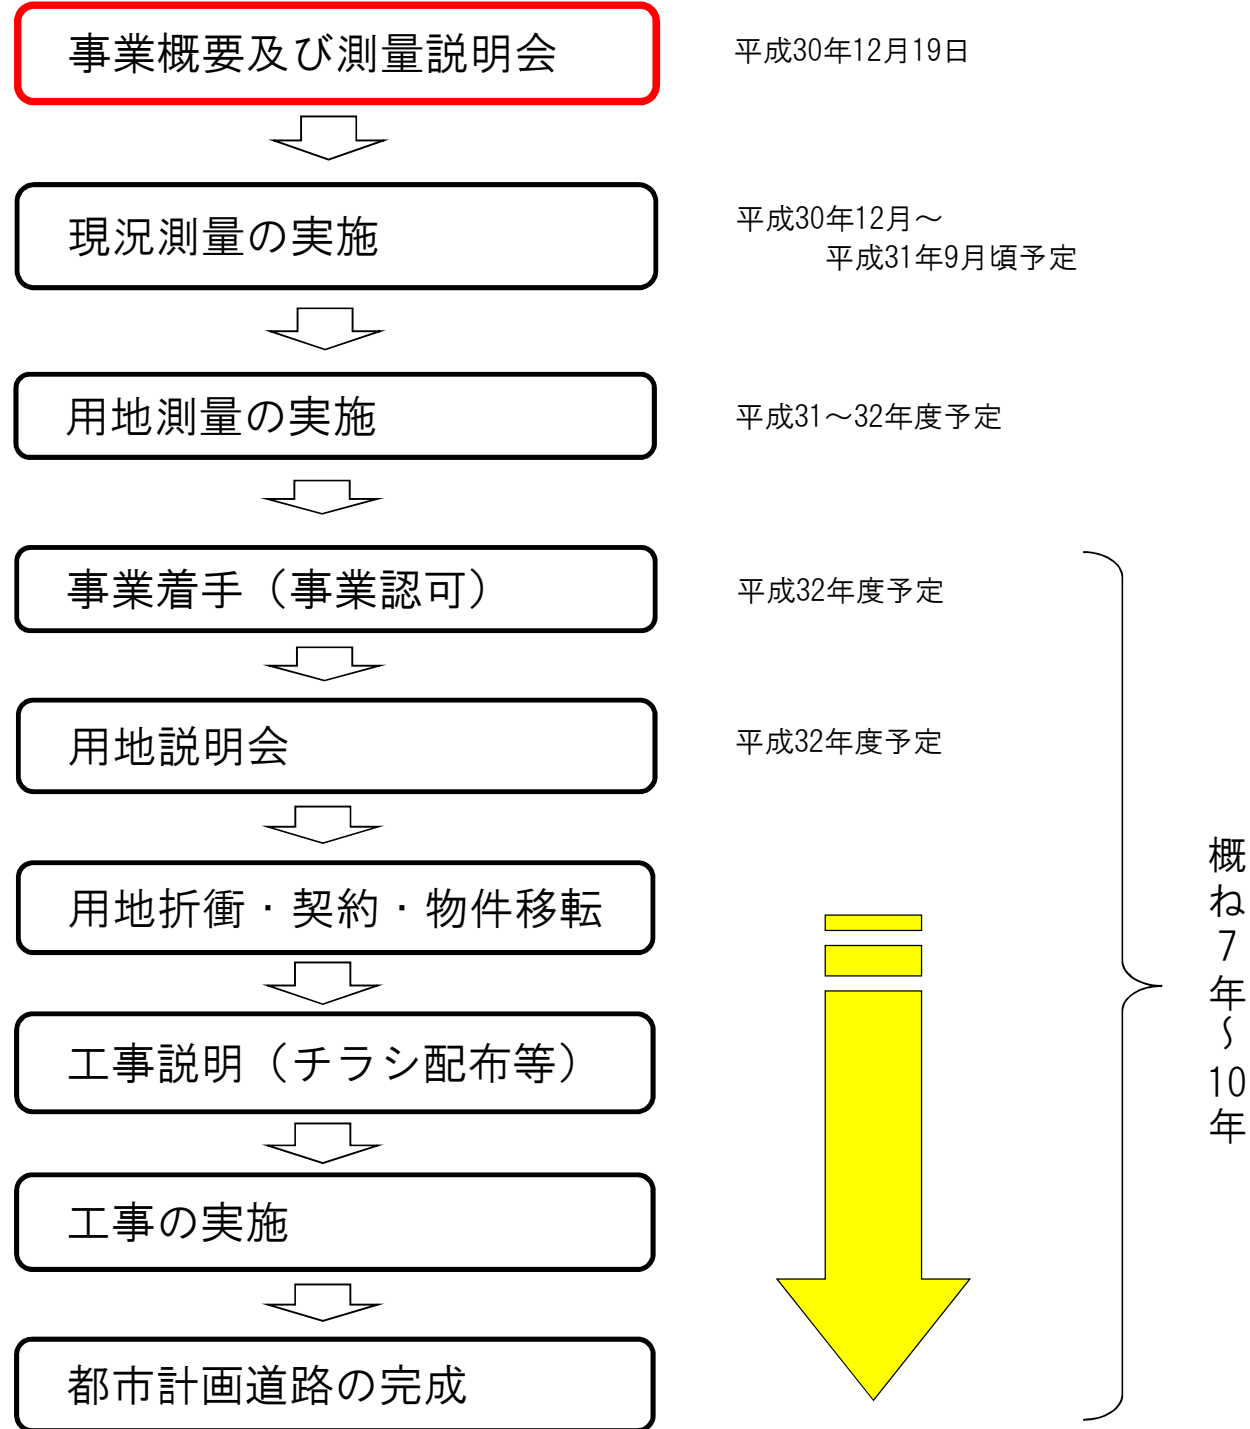 事業概要及び測量説明会
平成30年12月19日
現況測量の実施
平成30年12月～
平成31年9月頃予定
用地測量の実施
平成31～32年度予定
事業着手（事業認可）
平成32年度予定
用地説明会
平成32年度予定
用地折衝・契約・物件移転
工事説明（チラシ配布等）
工事の実施
都市計画道路の完成
概ね7年～10年